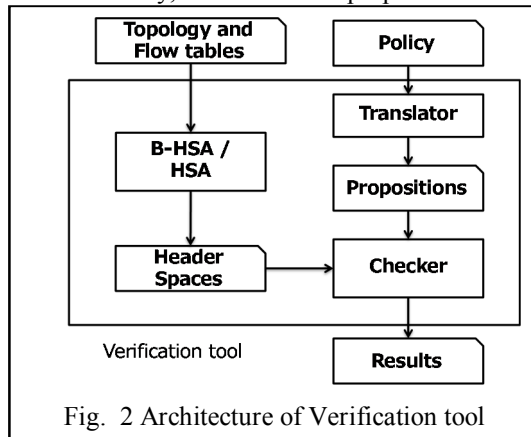 Topology and
Flow tables
Policy
Translator
B-HSA /
HSA
Propositions
Header
Spaces
Checker
Verification tool
Results
Fig. 2 Architecture of Verification tool